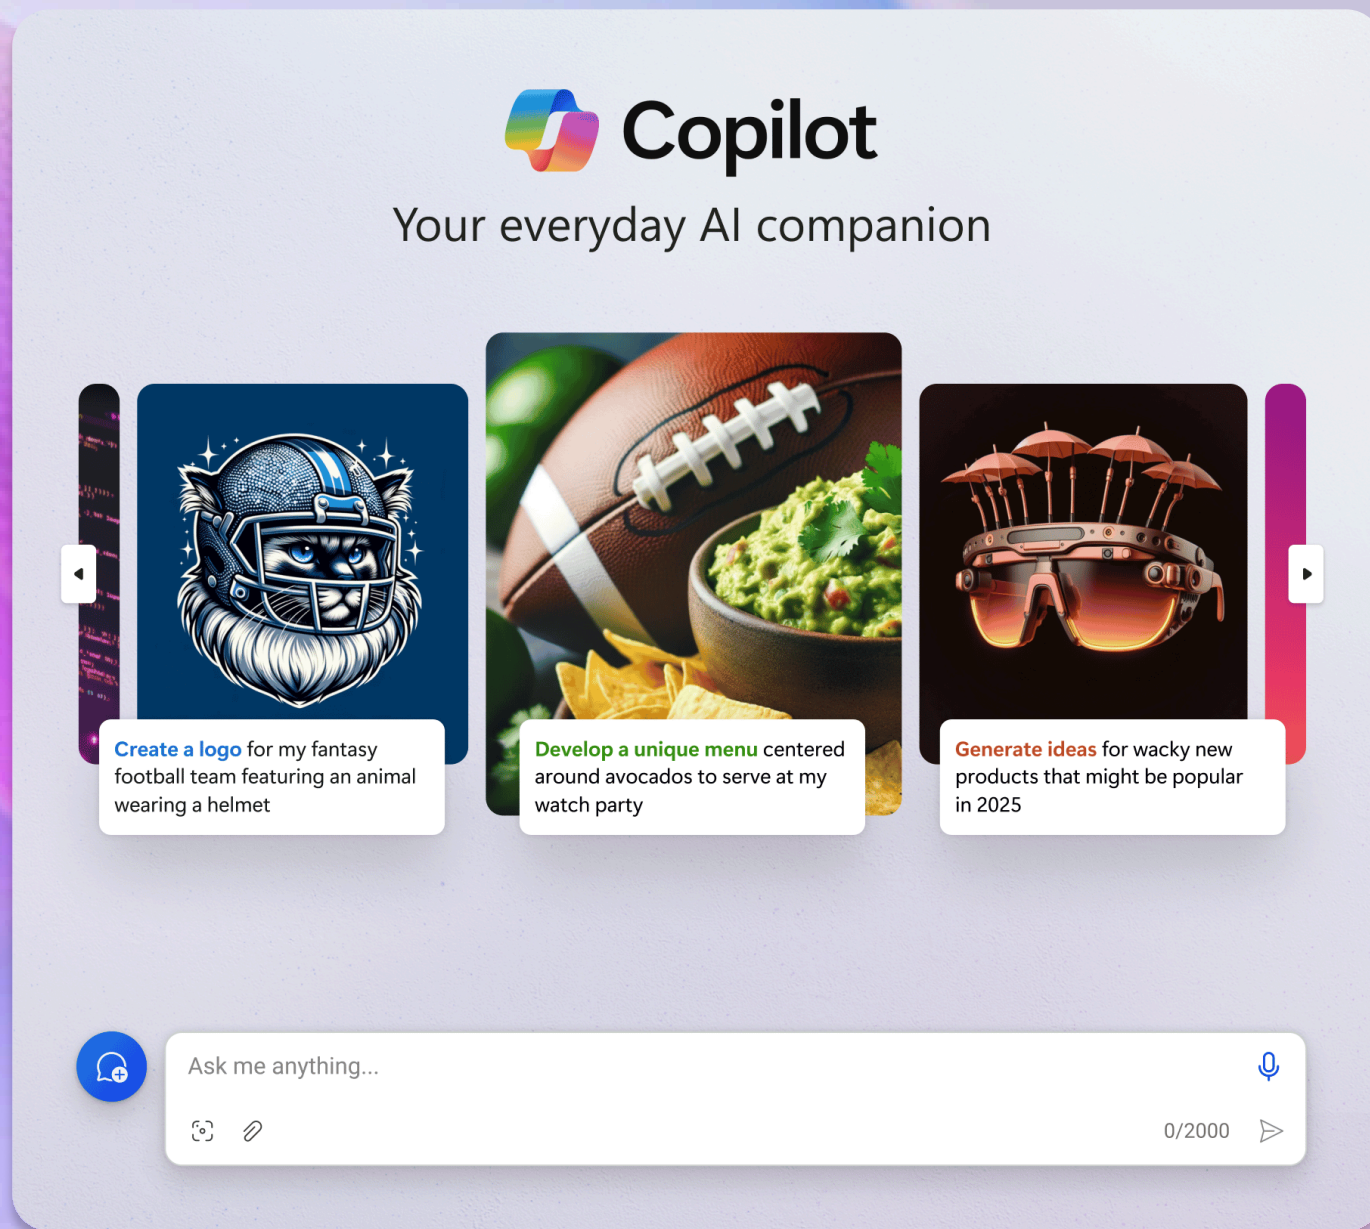 Copilot
Your everyday AI companion
Create a logo for my fantasy
football team featuring an animal
wearing a helmet
Develop a unique menu centered
around avocados to serve at my
watch party
Generate ideas for wacky new
products that might be popular
in 2025
Ask me anything...
0/2000